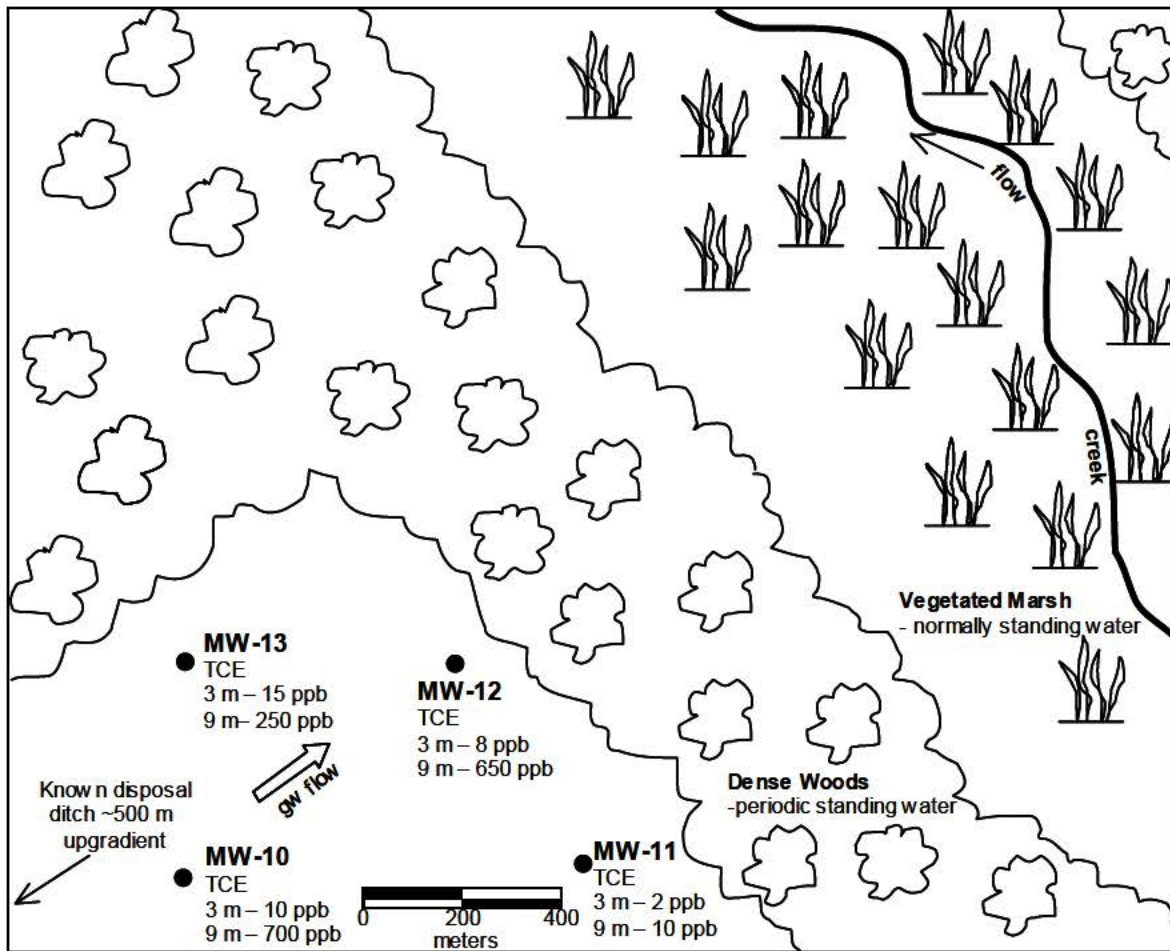 flow
creek
Vegetated Marsh
- normally standing water
MW-13
TCE
3 m – 15 ppb
9 m– 250 ppb
MW-12
TCE
3 m – 8 ppb
9 m – 650 ppb
gw flow
Known disposal
ditch ~500 m
upgradient
Dense Woods
-periodic standing water
MW-10
TCE
3 m – 10 ppb
9 m – 700 ppb
MW-11
TCE
3 m – 2 ppb
9 m – 10 ppb
0 200 400
meters